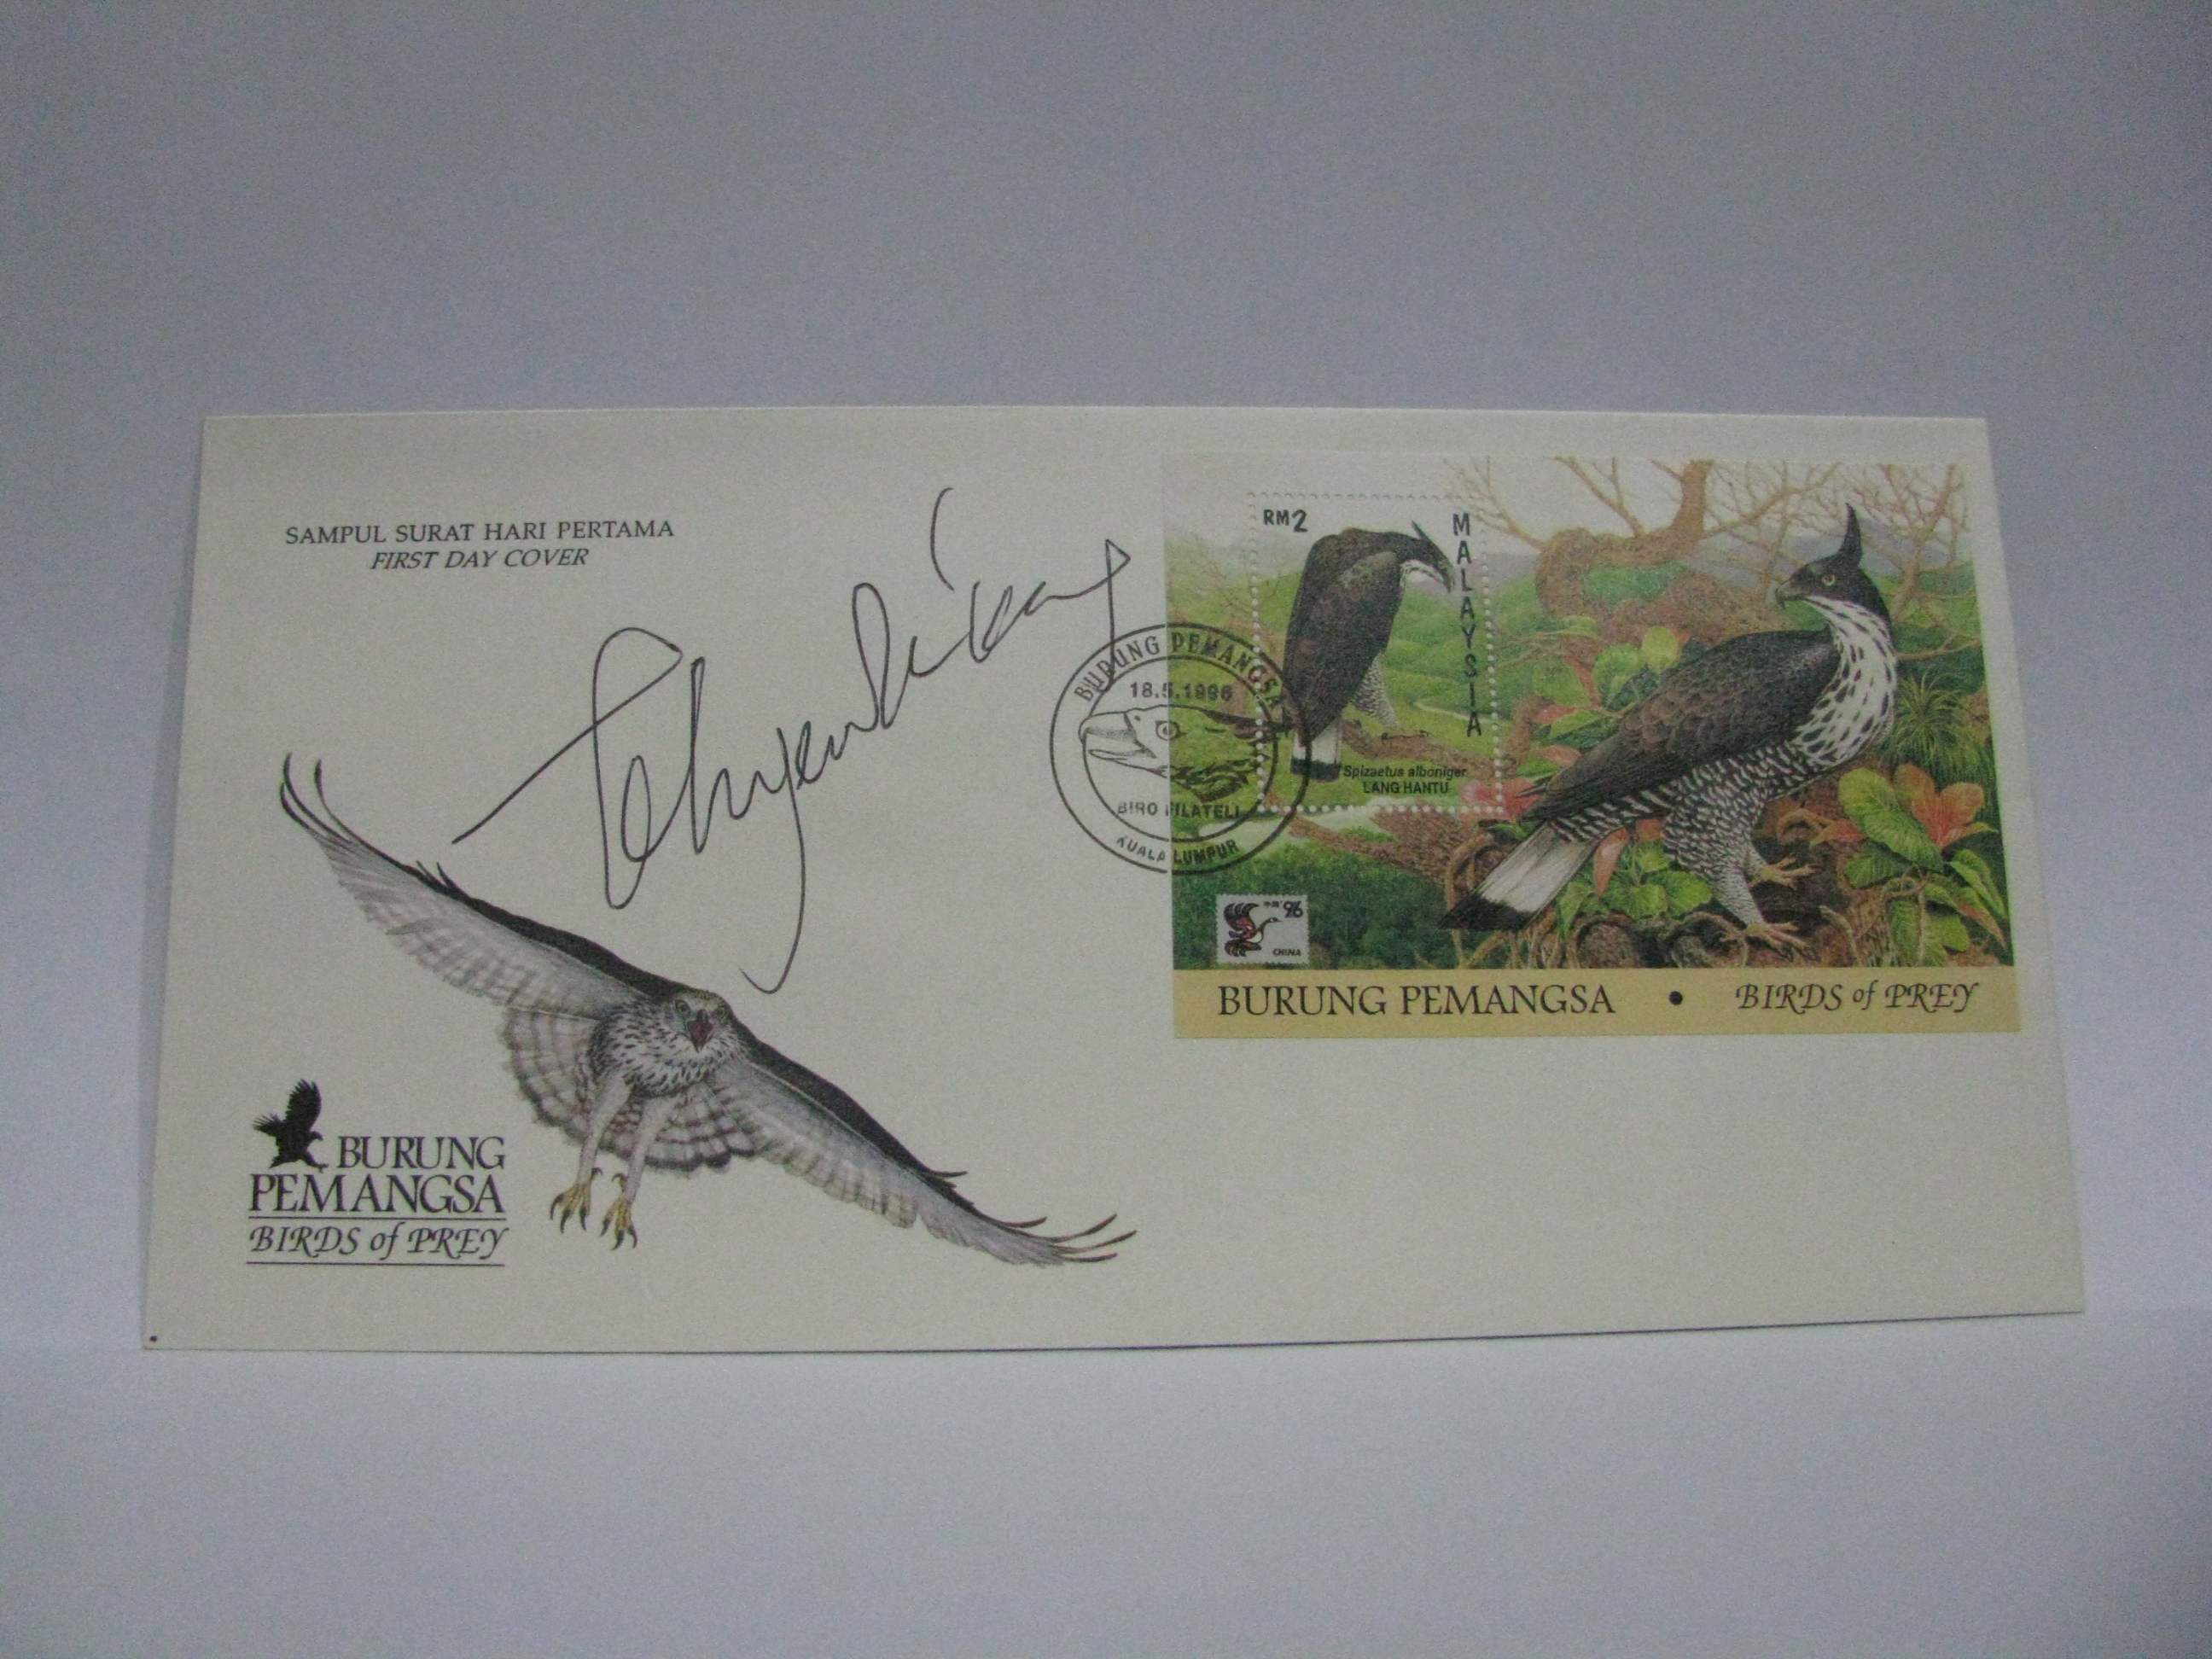 SAMPUL SURAT HARI PERTAMA
FIRST DAY COVER
BURUNG PEMANGSA
18.5.1996
BIRO FILATELI
KUALA LUMPUR
RM2
MALAYSIA
Spizaetus alboniger
LANG HANTU
'96
CHINA
BURUNG PEMANGSA • BIRDS of PREY
BURUNG
PEMANGSA
BIRDS of PREY